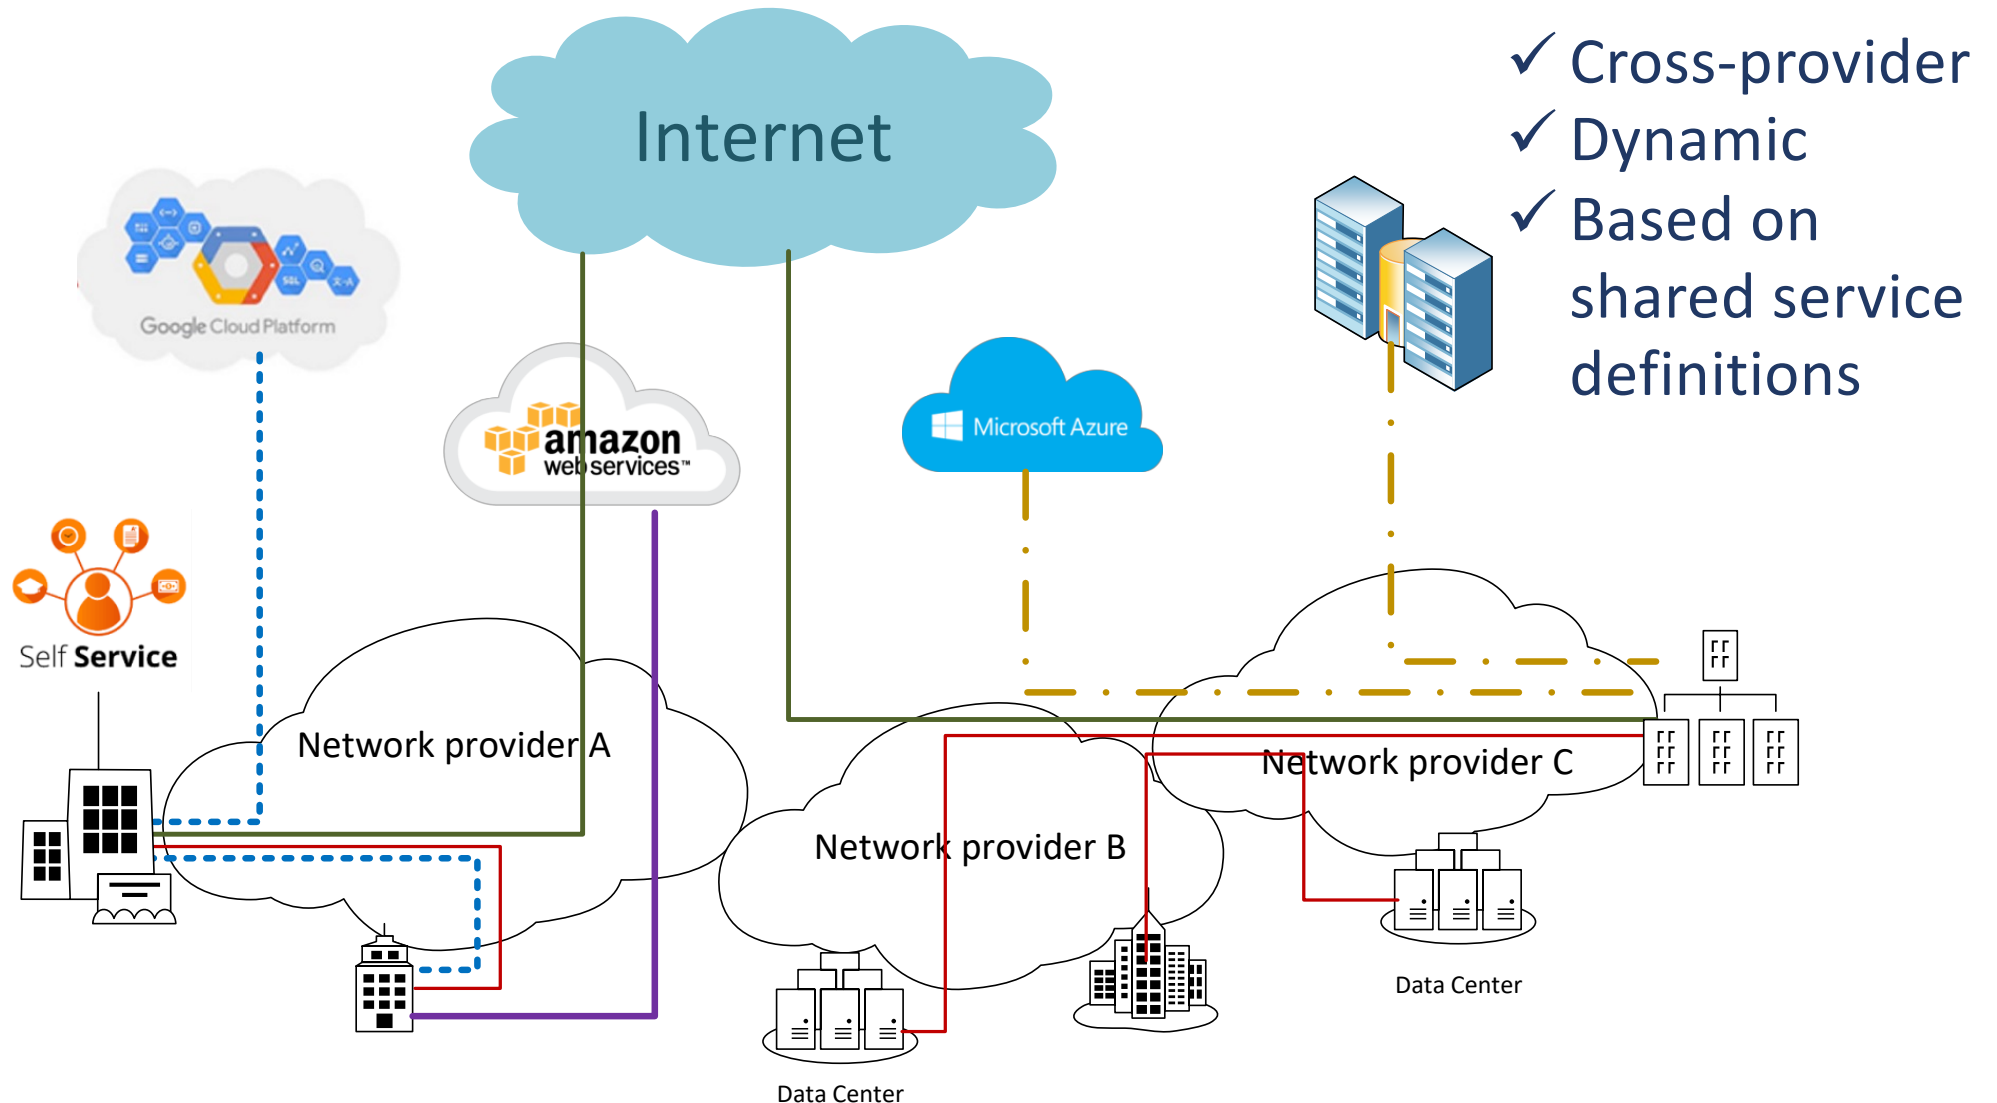 Internet
✓ Cross-provider
✓ Dynamic
✓ Based on
shared service
definitions
SQL
Google Cloud Platform
amazon
web services™
Microsoft Azure
Self Service
Network provider A
Network provider B
Network provider C
Data Center
Data Center